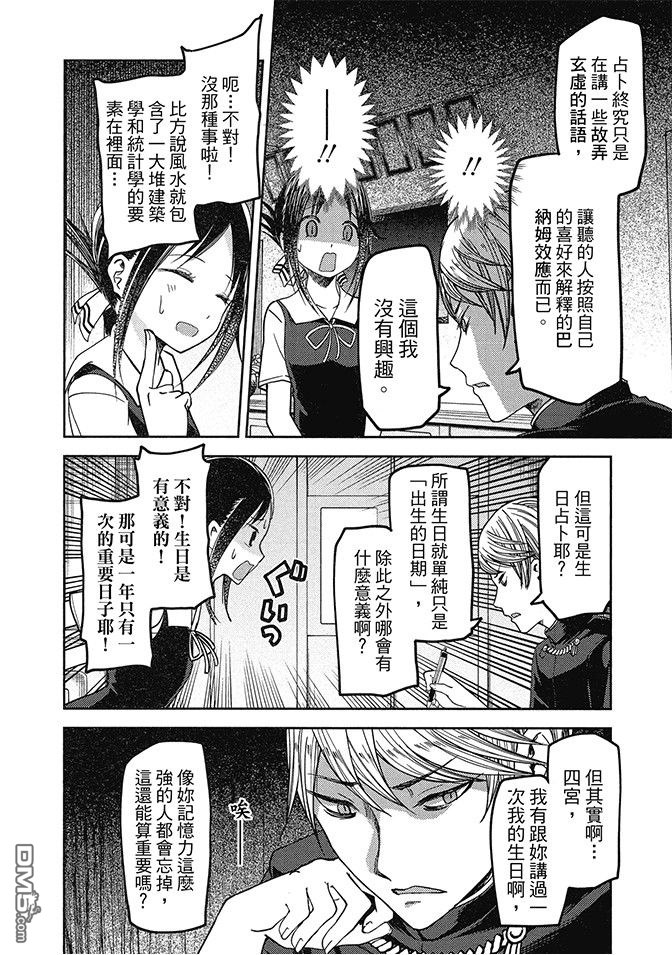 占卜終究只是
在講一些故弄
玄虛的話語，
讓聽的人按照自己
的喜好來解釋的巴
納姆效應而已。
這個我
沒有興趣。
——!!
——!!
呃…不對！
沒那種事啦！
比方說風水就包
含了一大堆建築
學和統計學的要
素在裡面…
但這可是生
日占卜耶？
所謂生日就單純只是
「出生的日期」，
除此之外哪會有
什麼意義啊？
ぐいっ
不對！生日是
有意義的！
那可是一年只有一
次的重要日子耶！
但其實啊…
四宮，
我有跟妳講過一
次我的生日啊，
唉——
像妳記憶力這麼
強的人都會忘掉，
這還能算重要嗎？
DM5.com